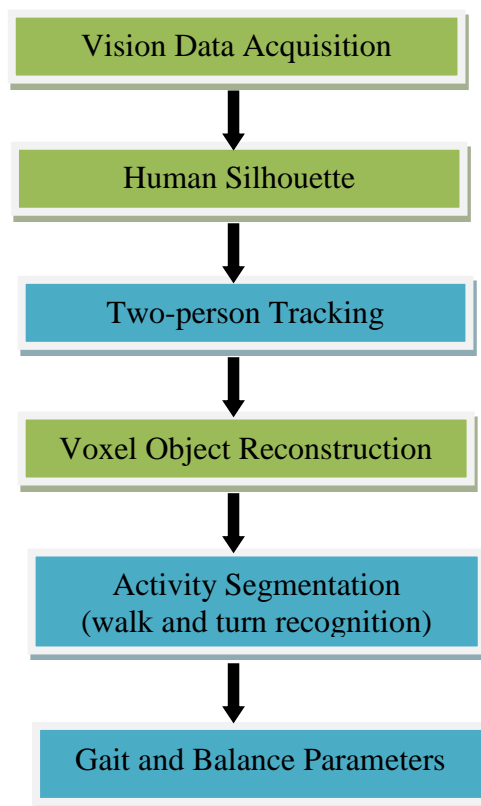 Vision Data Acquisition
Human Silhouette
Two-person Tracking
Voxel Object Reconstruction
Activity Segmentation
(walk and turn recognition)
Gait and Balance Parameters